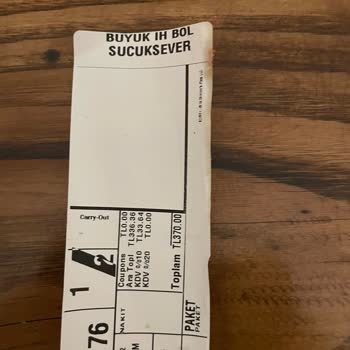 BUYUK IH BOL
SUCUKSEVER
Carry-Out
1
2
Coupons TL0.00
Ara Topl TL336.36
KDV %10 TL33.64
KDV %20 TL0.00
Toplam TL370.00
76
NAKIT
PAKET
PAKET